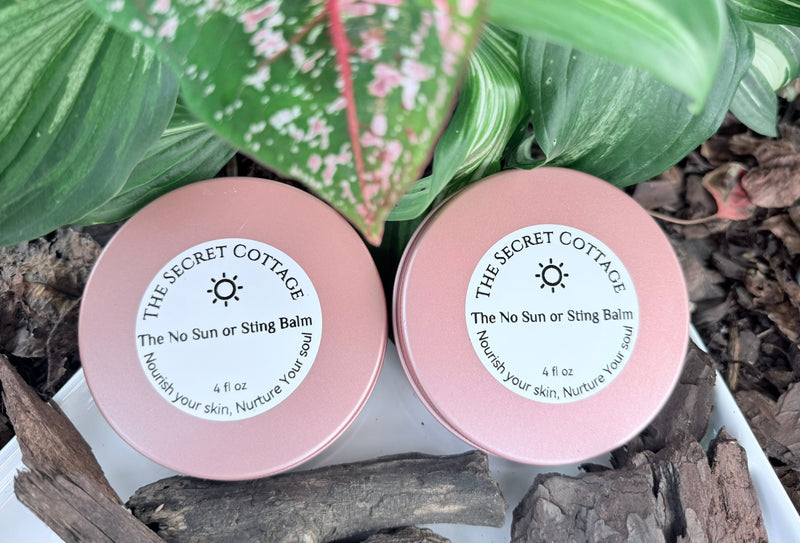 The Secret Cottage
The No Sun or Sting Balm
4 fl oz
Nourish your skin, Nurture Your soul
The Secret Cottage
The No Sun or Sting Balm
4 fl oz
Nourish your skin, Nurture Your soul